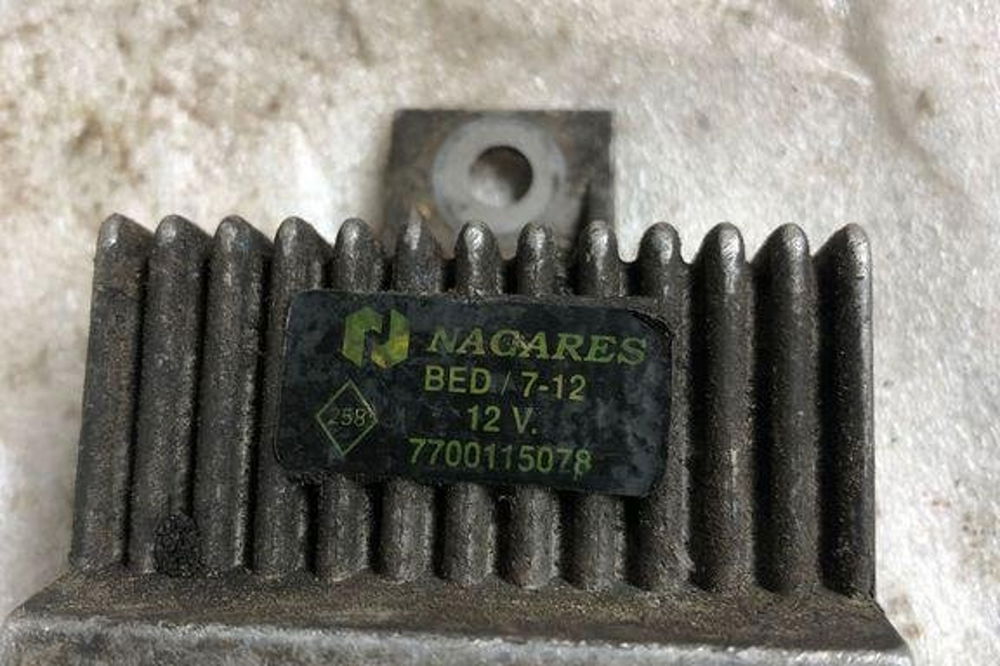 NAGARES
BED / 7-12
258
12 V.
7700115078